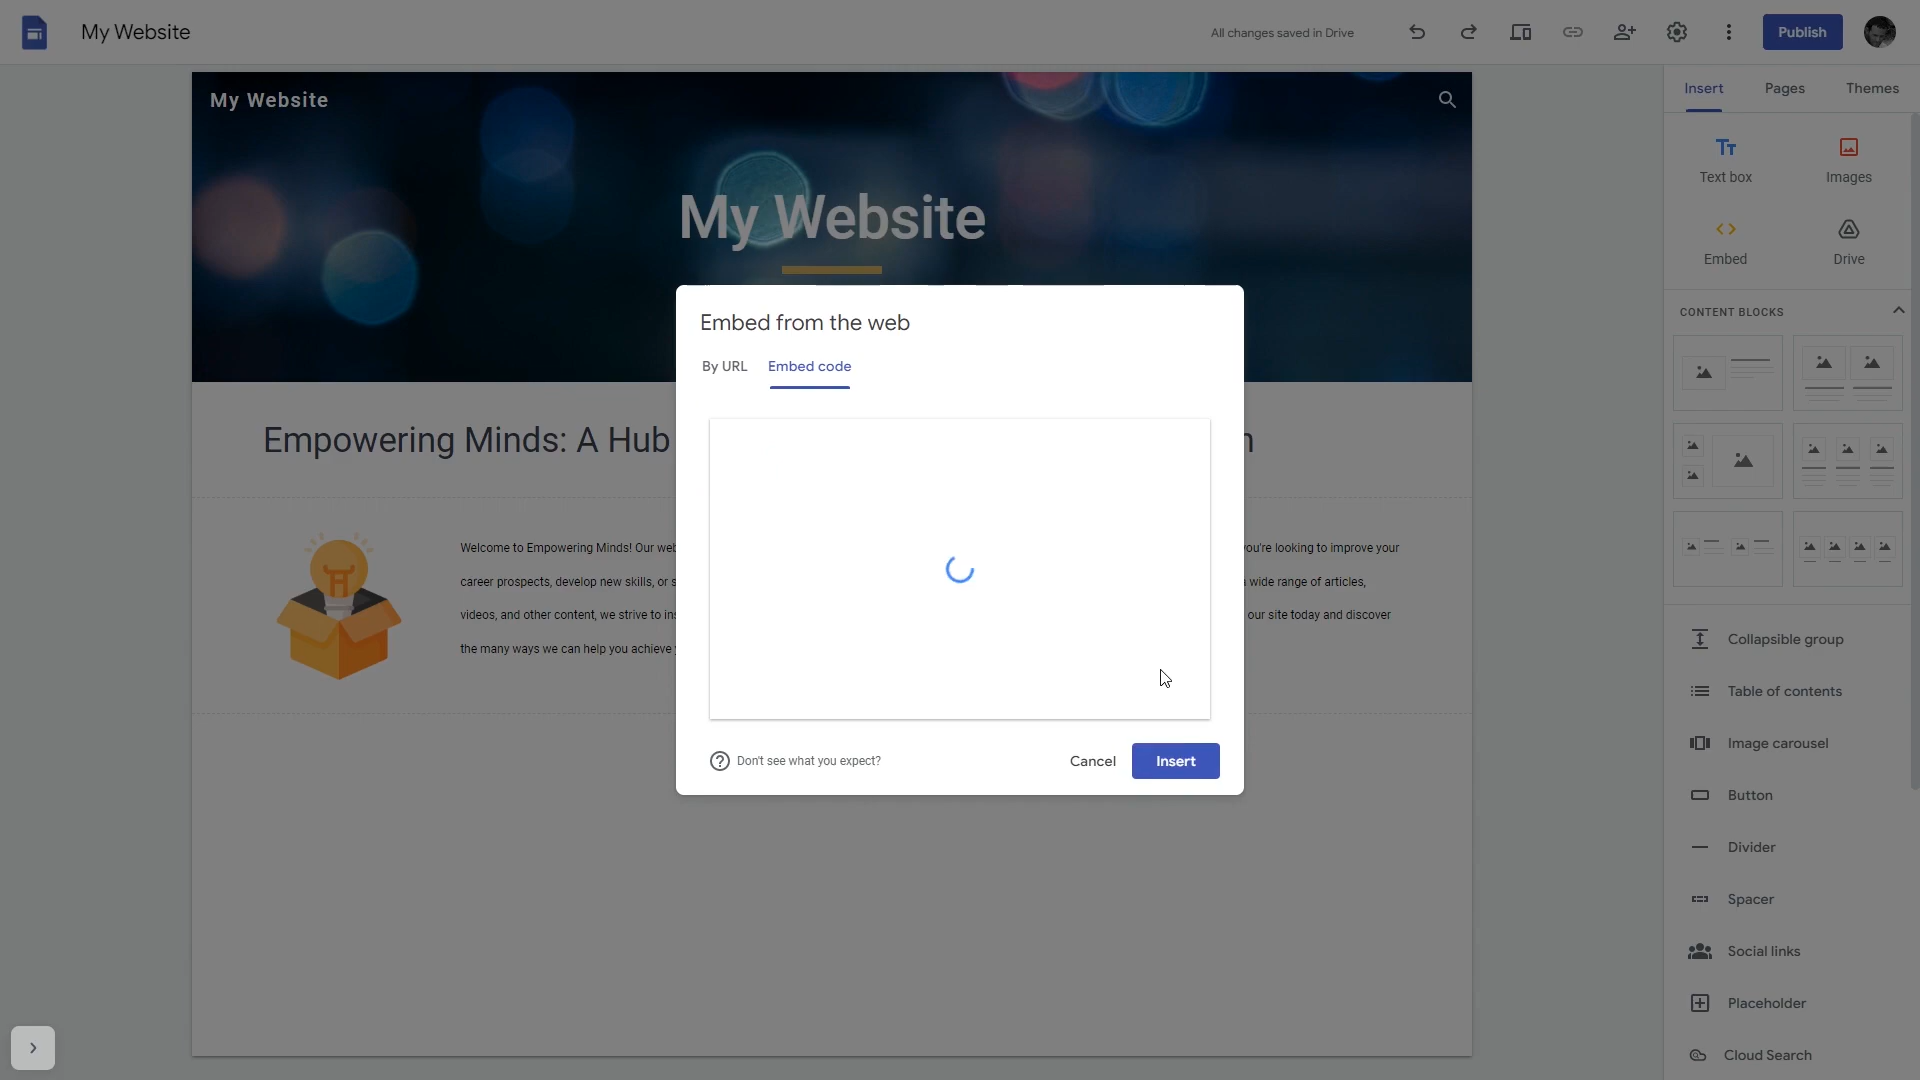 My Website
All changes saved in Drive
Publish
My Website
My Website
Insert
Pages
Themes
Text box
Images
Embed
Drive
CONTENT BLOCKS
Embed from the web
By URL
Embed code
Don't see what you expect?
Cancel
Insert
Empowering Minds: A Hub
Welcome to Empowering Minds! Our
you're looking to improve your
career prospects, develop new skills, or
wide range of articles,
videos, and other content, we strive to
our site today and discover
the many ways we can help you achieve
Collapsible group
Table of contents
Image carousel
Button
Divider
Spacer
Social links
Placeholder
Cloud Search